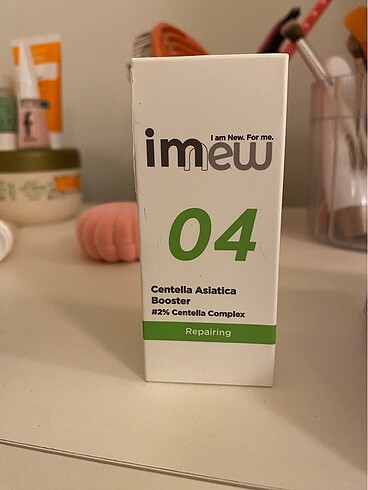 I am New. For me.
imnew
04
Centella Asiatica
Booster
#2% Centella Complex
Repairing